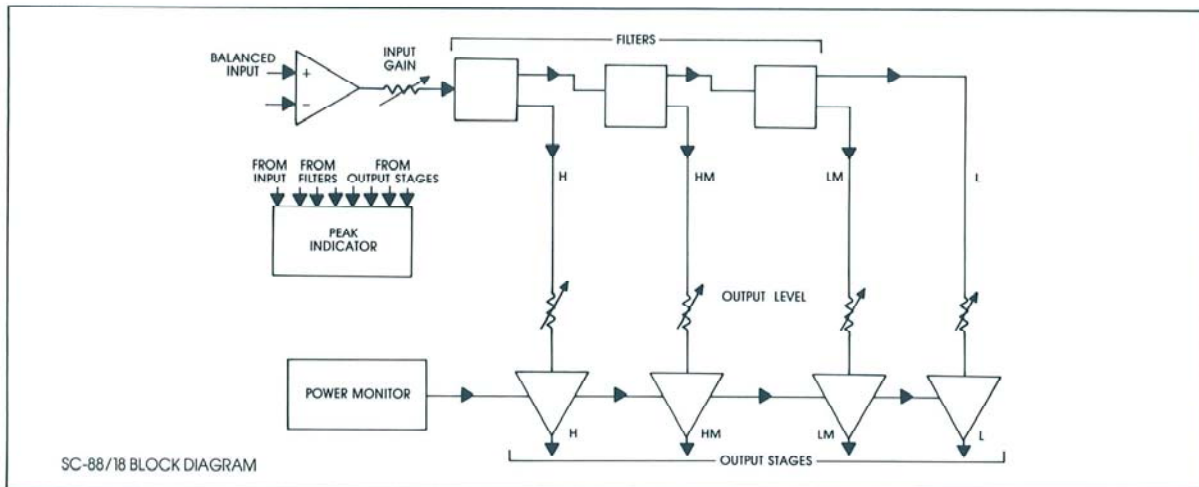 FILTERS
BALANCED
INPUT
+
−
INPUT
GAIN
FROM
INPUT
FROM
FILTERS
FROM
OUTPUT STAGES
PEAK
INDICATOR
H
HM
LM
L
OUTPUT LEVEL
POWER MONITOR
H
HM
LM
L
OUTPUT STAGES
SC-88/18 BLOCK DIAGRAM